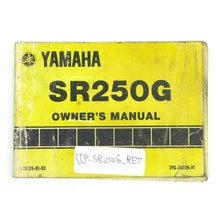 YAMAHA
SR250G
OWNER'S MANUAL
CCP-SR250G_RET